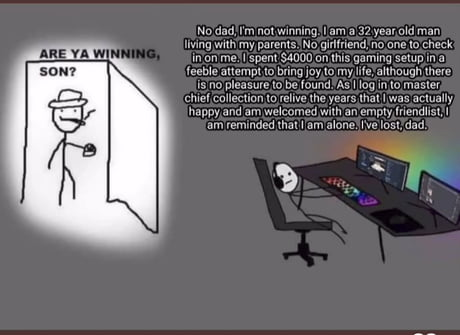 ARE YA WINNING,
SON?
No dad, I'm not winning. I am a 32 year old man
living with my parents. No girlfriend, no one to check
in on me. I spent $4000 on this gaming setup in a
feeble attempt to bring joy to my life, although there
is no pleasure to be found. As I log in to master
chief collection to relive the years that I was actually
happy and am welcomed with an empty friendlist, I
am reminded that I am alone. I've lost, dad.